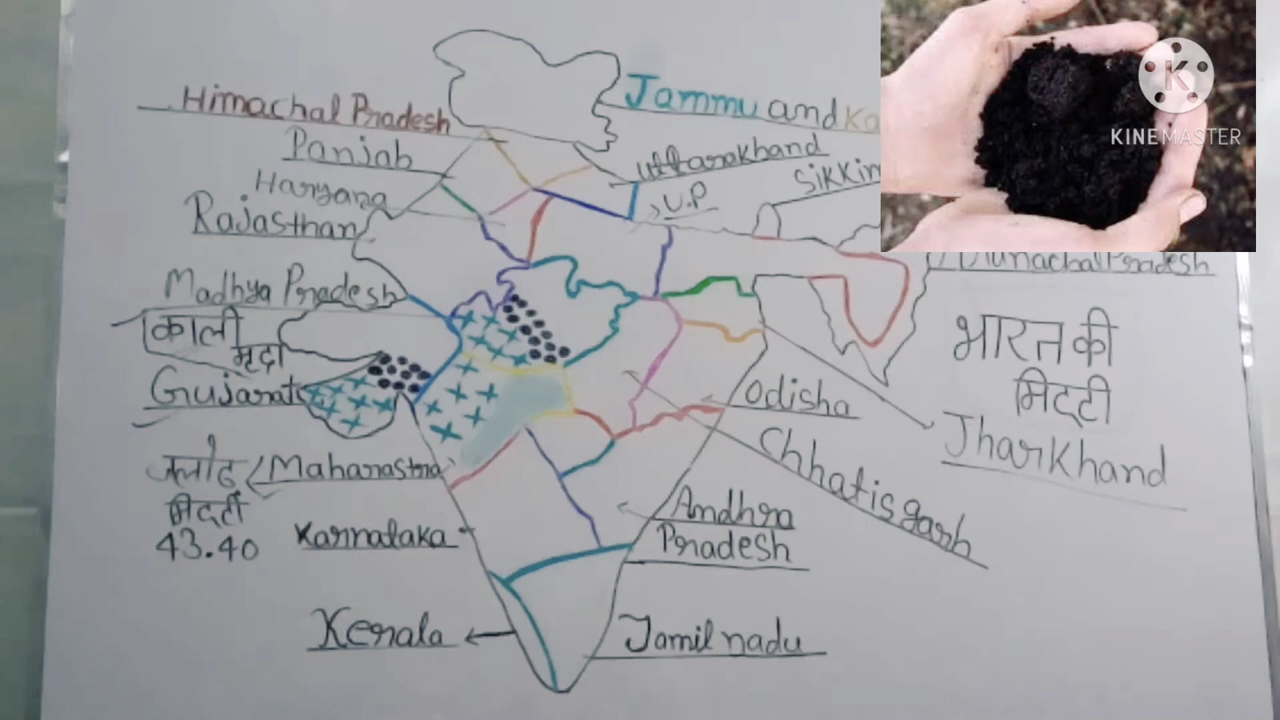 Himachal Pradesh
Jammu and Ka
Panjab
Uttarakhand
Haryana
Sikkim
U.P
Rajasthan
Madhya Pradesh
काली
मृदा
Gujarat
भारत की
मिट्टी
Odisha
Jharkhand
Chhatisgarh
Maharastra
मिट्टी
43.40
Karnataka
Andhra
Pradesh
Kerala
Tamil nadu
KINEMASTER